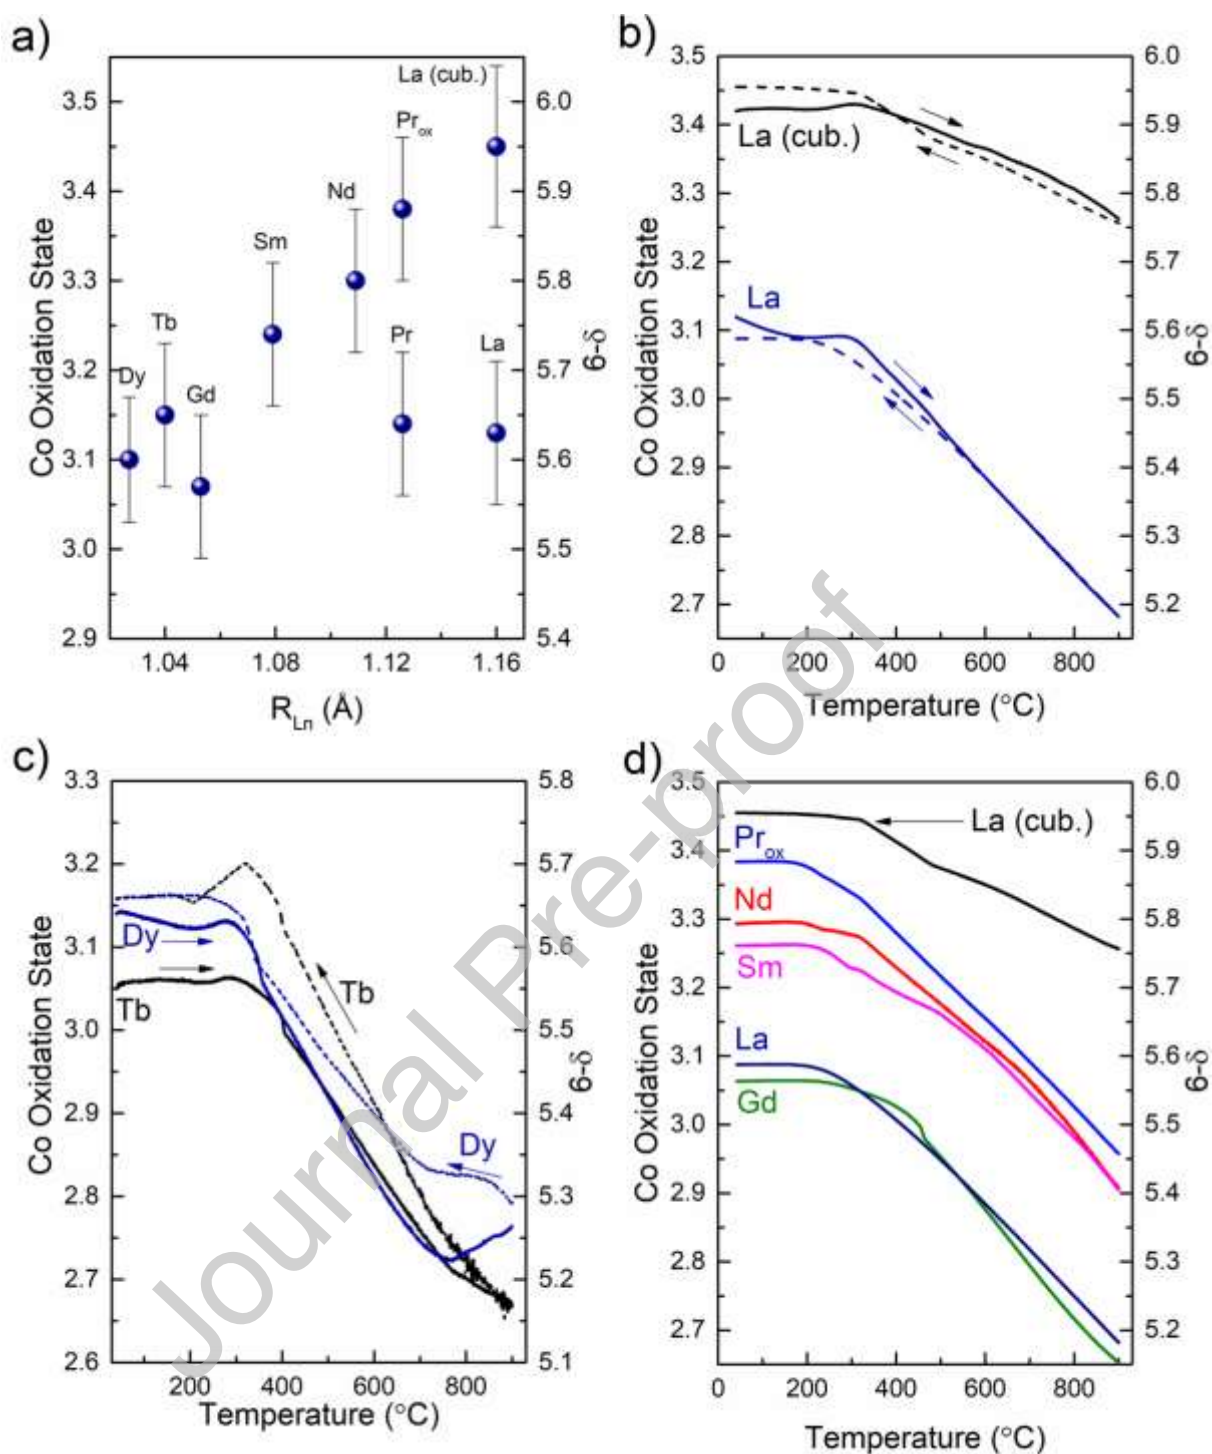 a)
La (cub.)
Pr_ox
Nd
Sm
Tb
Dy
Gd
Pr
La
3.5
3.4
3.3
3.2
3.1
3.0
2.9
6.0
5.9
5.8
5.7
5.6
5.5
5.4
1.04 1.08 1.12 1.16
Co Oxidation State
6-δ
R_Ln (Å)
b)
La (cub.)
La
3.5
3.4
3.3
3.2
3.1
3.0
2.9
2.8
2.7
6.0
5.9
5.8
5.7
5.6
5.5
5.4
5.3
5.2
0 200 400 600 800
Co Oxidation State
6-δ
Temperature (°C)
c)
Dy
Tb
Tb
Dy
3.3
3.2
3.1
3.0
2.9
2.8
2.7
2.6
5.8
5.7
5.6
5.5
5.4
5.3
5.2
5.1
200 400 600 800
Co Oxidation State
6-δ
Temperature (°C)
d)
La (cub.)
Pr_ox
Nd
Sm
La
Gd
3.5
3.4
3.3
3.2
3.1
3.0
2.9
2.8
2.7
6.0
5.9
5.8
5.7
5.6
5.5
5.4
5.3
5.2
0 200 400 600 800
Co Oxidation State
6-δ
Temperature (°C)
Journal Pre-proof